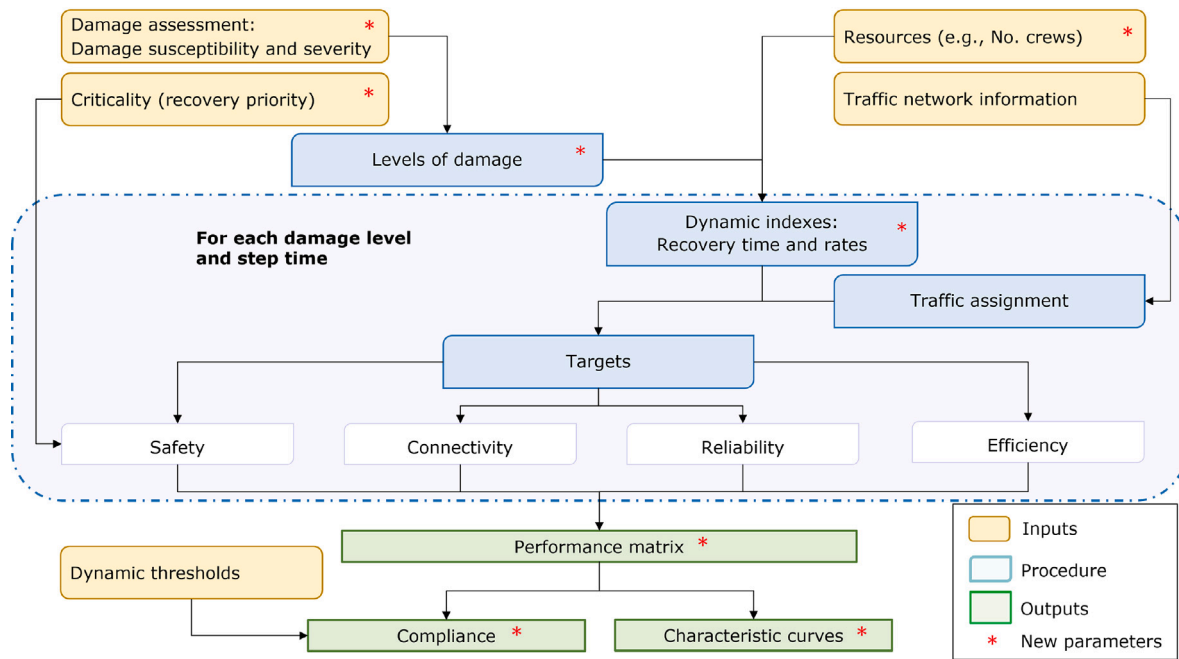 Damage assessment: *
Damage susceptibility and severity
Resources (e.g., No. crews) *
Criticality (recovery priority) *
Traffic network information
Levels of damage *
Dynamic indexes: *
Recovery time and rates
For each damage level
and step time
Traffic assignment
Targets
Safety
Connectivity
Reliability
Efficiency
Performance matrix *
Dynamic thresholds
Compliance *
Characteristic curves *
Inputs
Procedure
Outputs
* New parameters